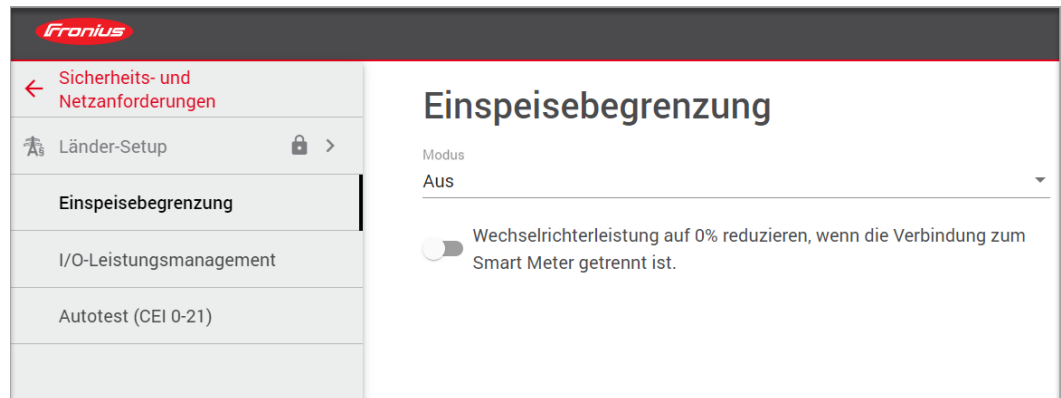 Fronius
Sicherheits- und
Netzanforderungen
Länder-Setup
Einspeisebegrenzung
I/O-Leistungsmanagement
Autotest (CEI 0-21)
Einspeisebegrenzung
Modus
Aus
Wechselrichterleistung auf 0% reduzieren, wenn die Verbindung zum
Smart Meter getrennt ist.